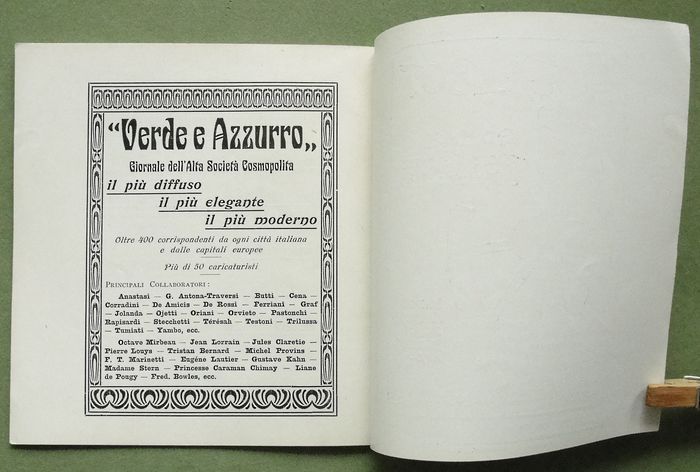 “Verde e Azzurro„
Giornale dell'Alta Società Cosmopolita
il più diffuso
il più elegante
il più moderno
Oltre 400 corrispondenti da ogni città italiana
e dalle capitali europee
Più di 50 caricaturisti
Principali Collaboratori:
Anastasi — G. Antona-Traversi — Butti — Cena —
Corradini — De Amicis — De Rossi — Ferriani — Graf
— Jolanda — Ojetti — Oriani — Orvieto — Pastonchi —
Rapisardi — Stecchetti — Térésah — Testoni — Trilussa
— Tumiati — Yambo, ecc.
Octave Mirbeau — Jean Lorrain — Jules Claretie —
Pierre Louys — Tristan Bernard — Michel Provins —
F. T. Marinetti — Eugéne Lautier — Gustave Kahn —
Madame Stern — Princesse Caraman Chimay — Liane
de Pougy — Fred. Bowles, ecc.